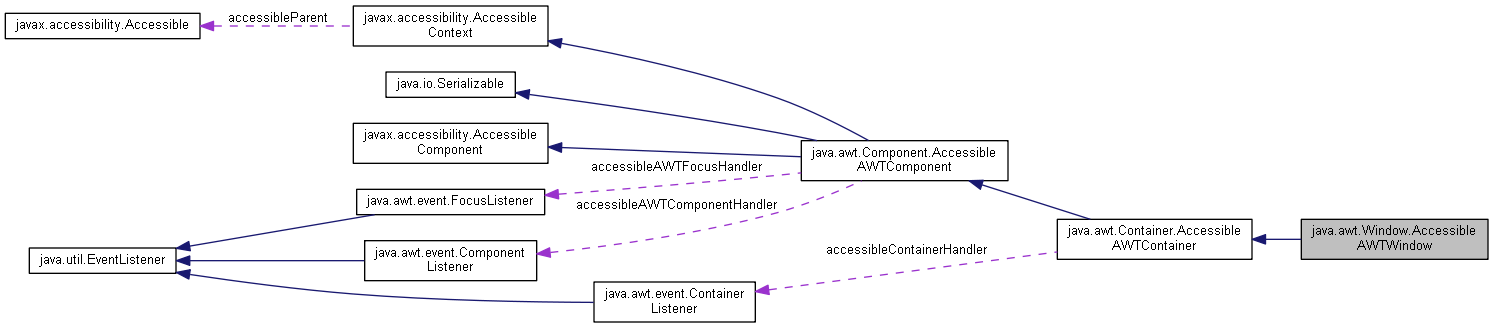 javax.accessibility.Accessible
accessibleParent
javax.accessibility.Accessible
Context
java.io.Serializable
javax.accessibility.Accessible
Component
java.awt.Component.Accessible
AWTComponent
accessibleAWTFocusHandler
java.awt.event.FocusListener
accessibleAWTComponentHandler
java.util.EventListener
java.awt.event.Component
Listener
accessibleContainerHandler
java.awt.Container.Accessible
AWTContainer
java.awt.Window.Accessible
AWTWindow
java.awt.event.Container
Listener